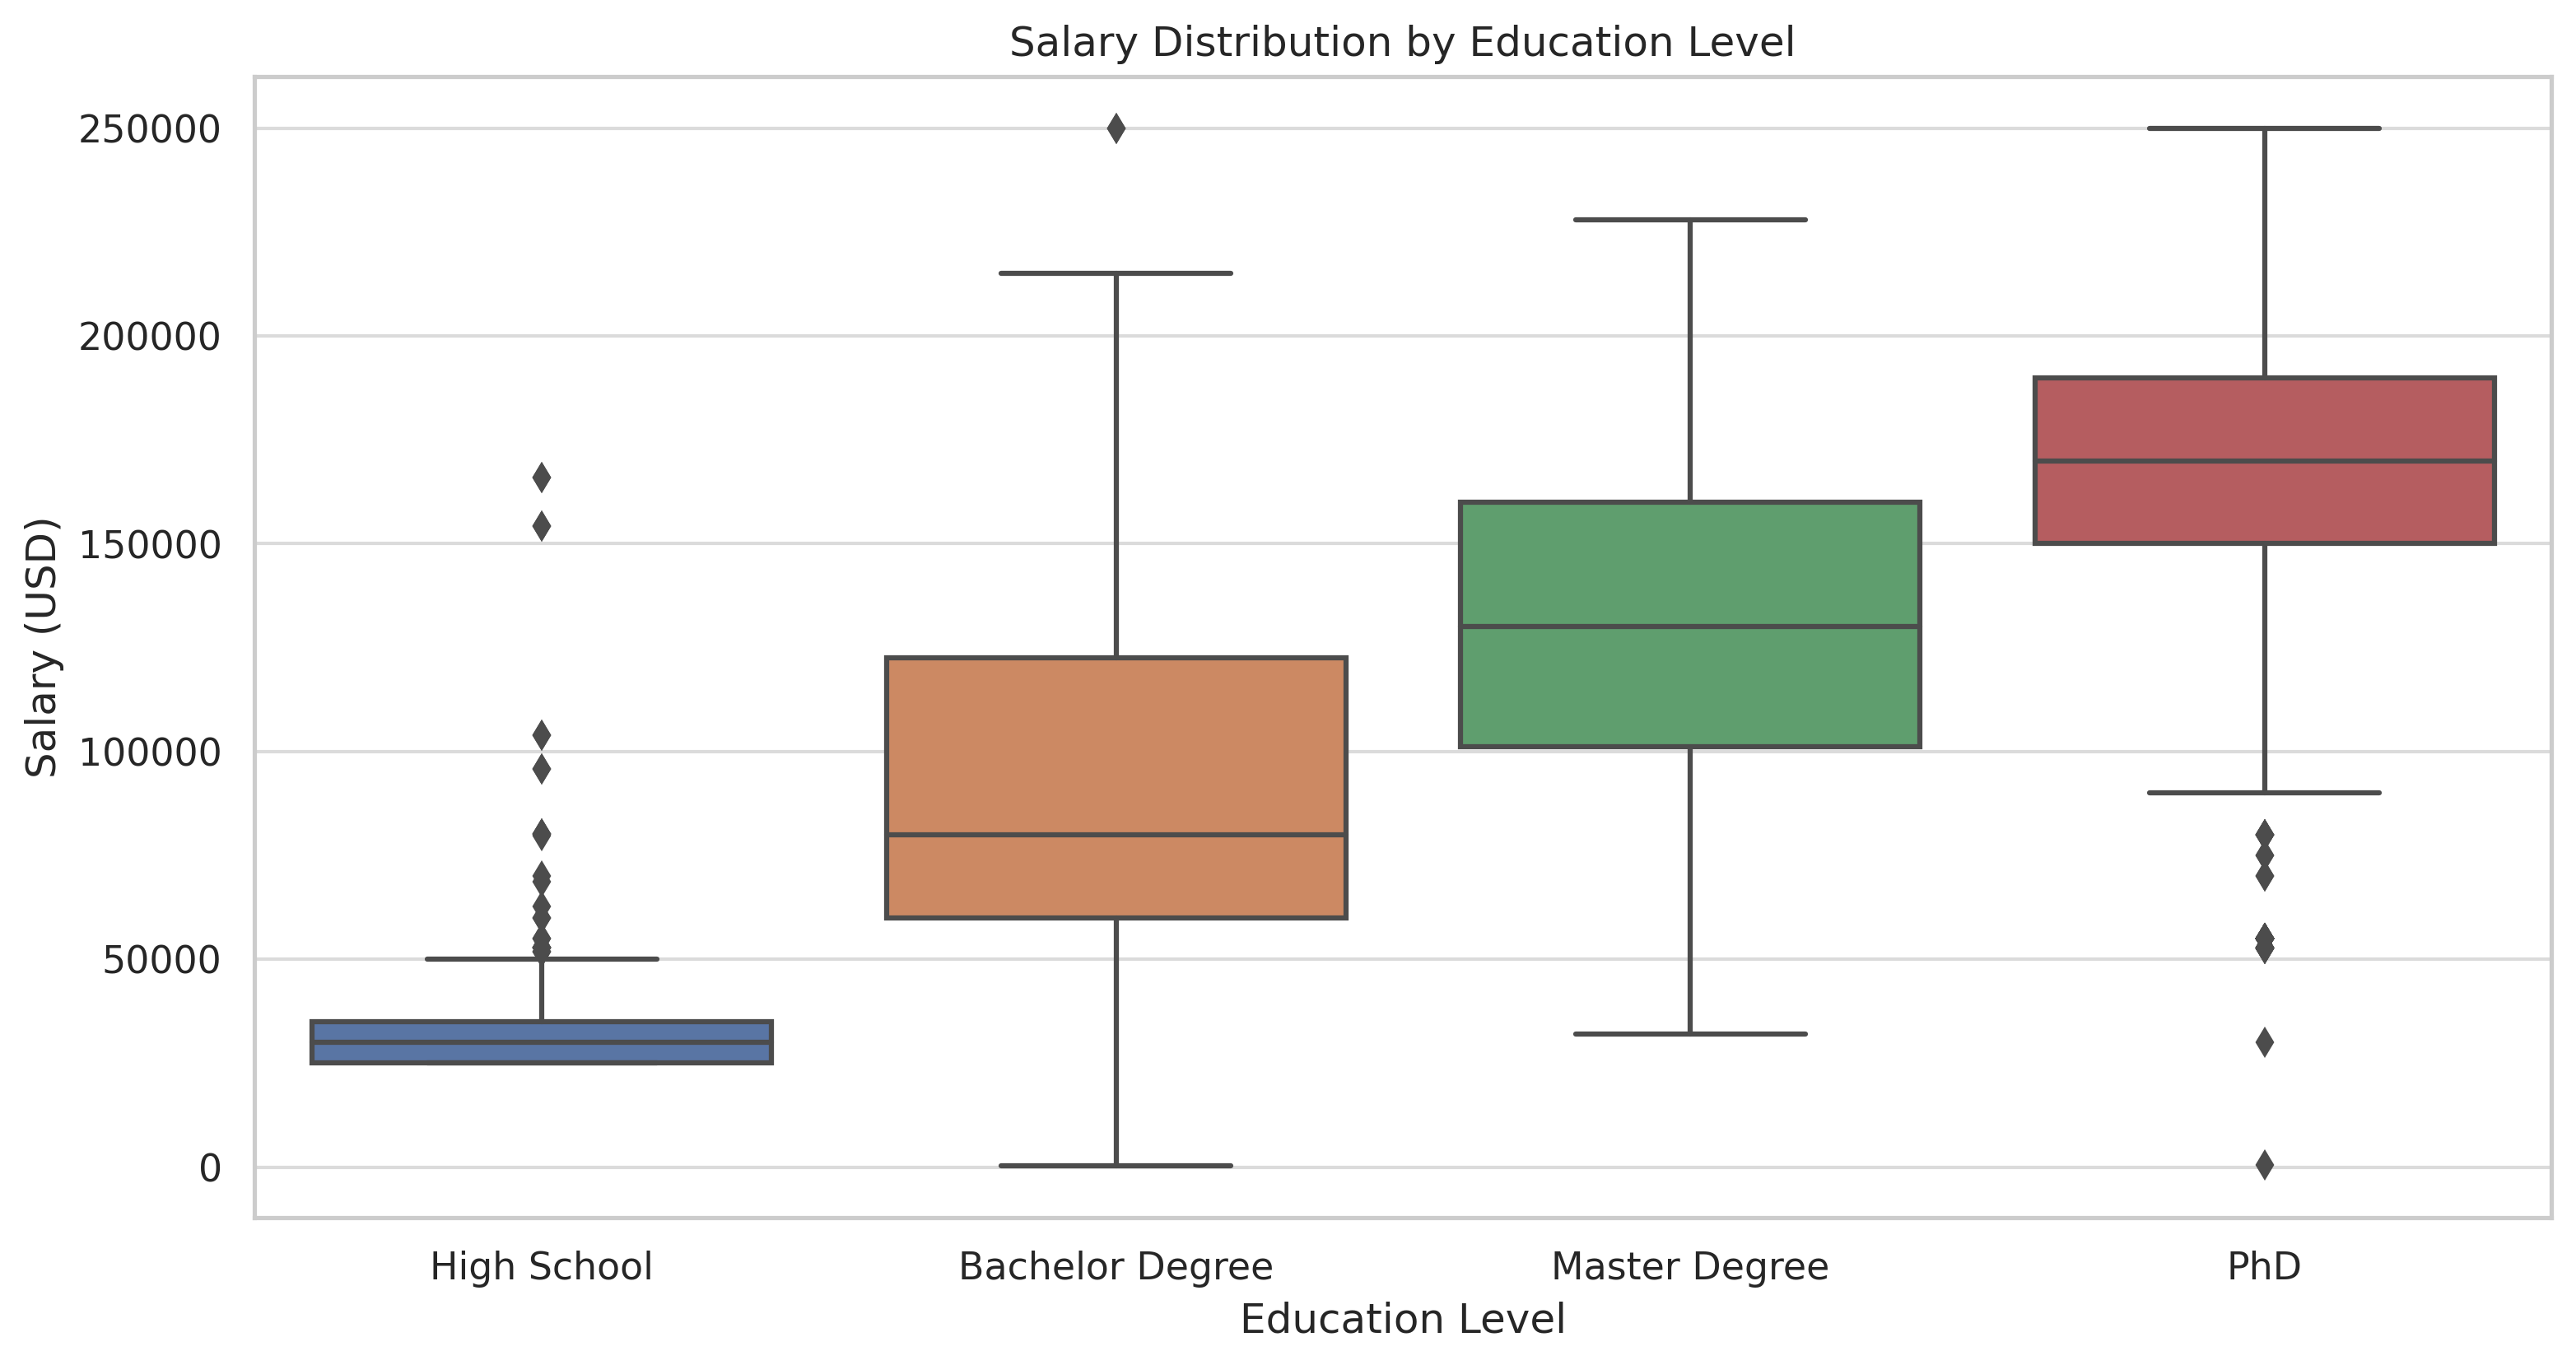 Salary Distribution by Education Level
Salary (USD)
250000
200000
150000
100000
50000
0
High School
Bachelor Degree
Master Degree
PhD
Education Level